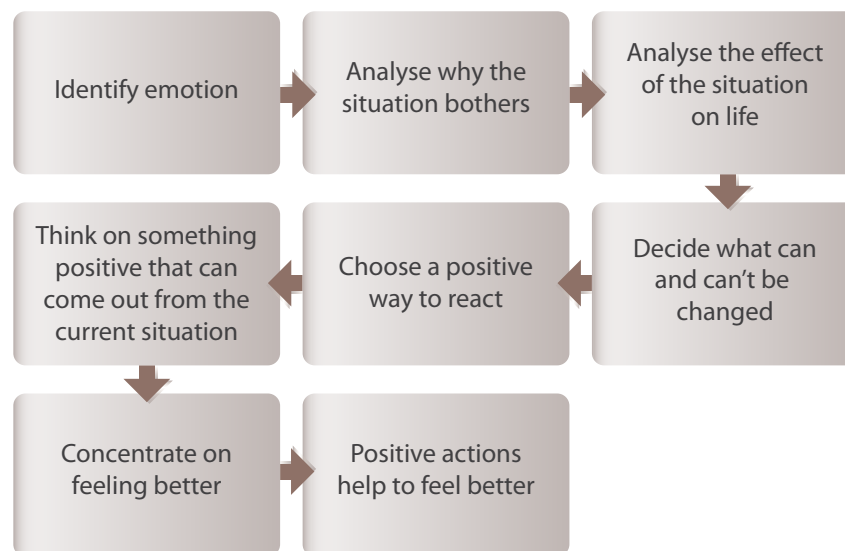 Identify emotion
Analyse why the
situation bothers
Analyse the effect
of the situation
on life
Decide what can
and can't be
changed
Choose a positive
way to react
Think on something
positive that can
come out from the
current situation
Concentrate on
feeling better
Positive actions
help to feel better